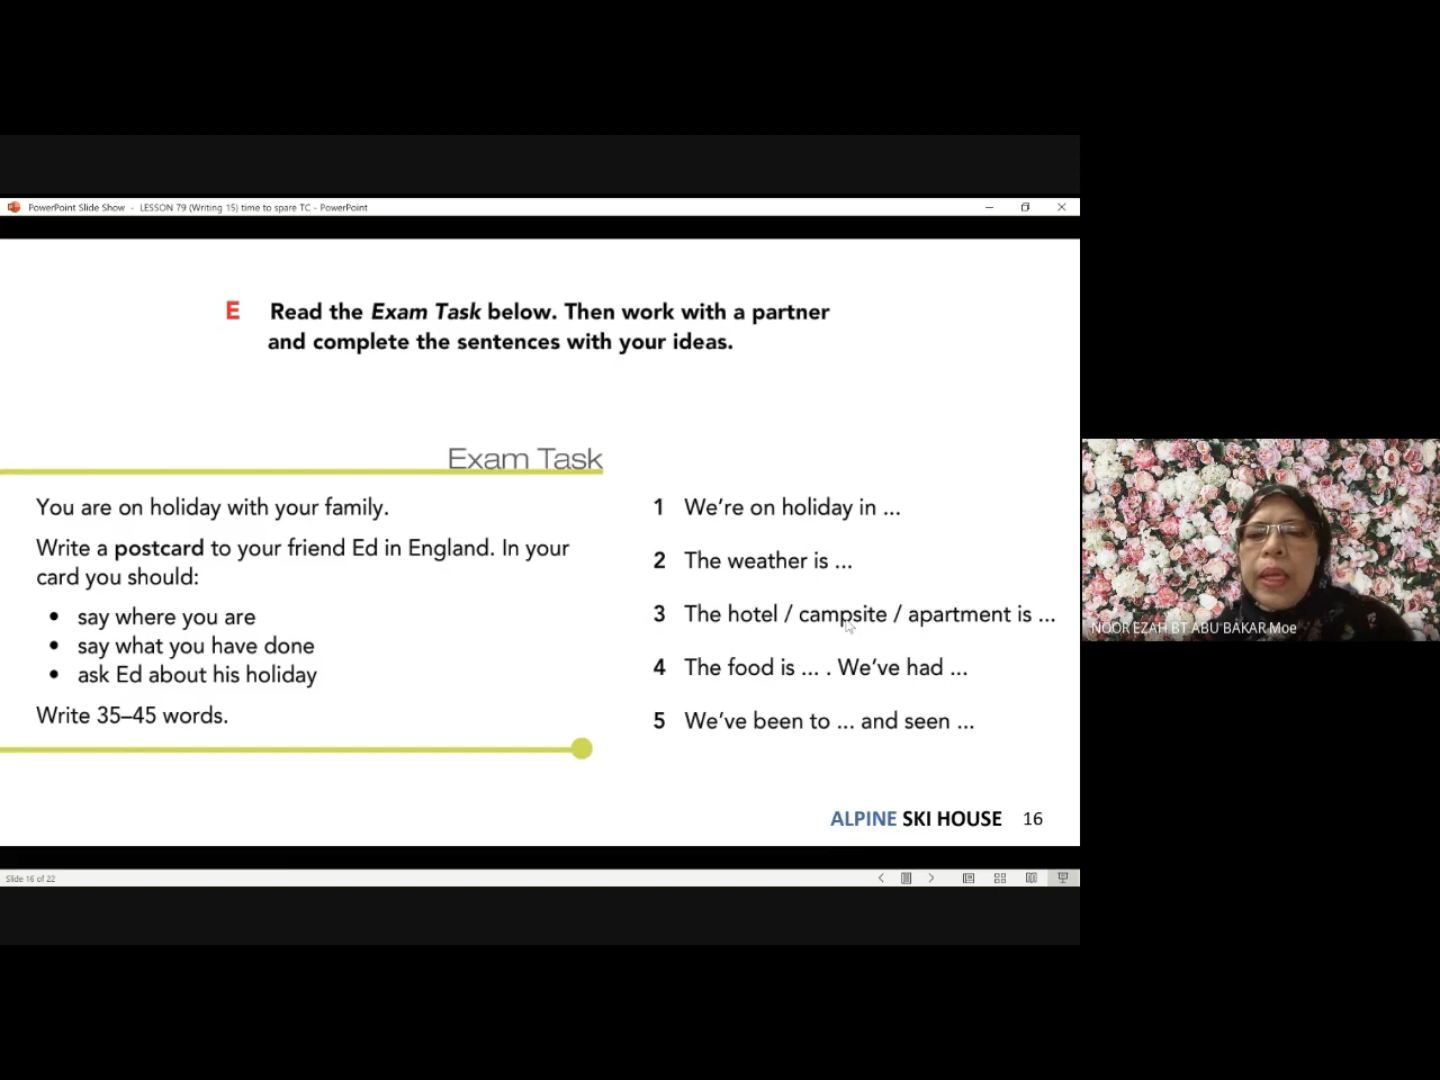 PowerPoint Slide Show - LESSON 79 (Writing 15) time to spare TC - PowerPoint
E Read the Exam Task below. Then work with a partner
and complete the sentences with your ideas.
Exam Task
You are on holiday with your family.
Write a postcard to your friend Ed in England. In your
card you should:
• say where you are
• say what you have done
• ask Ed about his holiday
Write 35–45 words.
1 We're on holiday in ...
2 The weather is ...
3 The hotel / campsite / apartment is ...
4 The food is ... . We've had ...
5 We've been to ... and seen ...
ALPINE SKI HOUSE 16
Slide 16 of 22
NOOR EZAH BT ABU BAKAR Moe